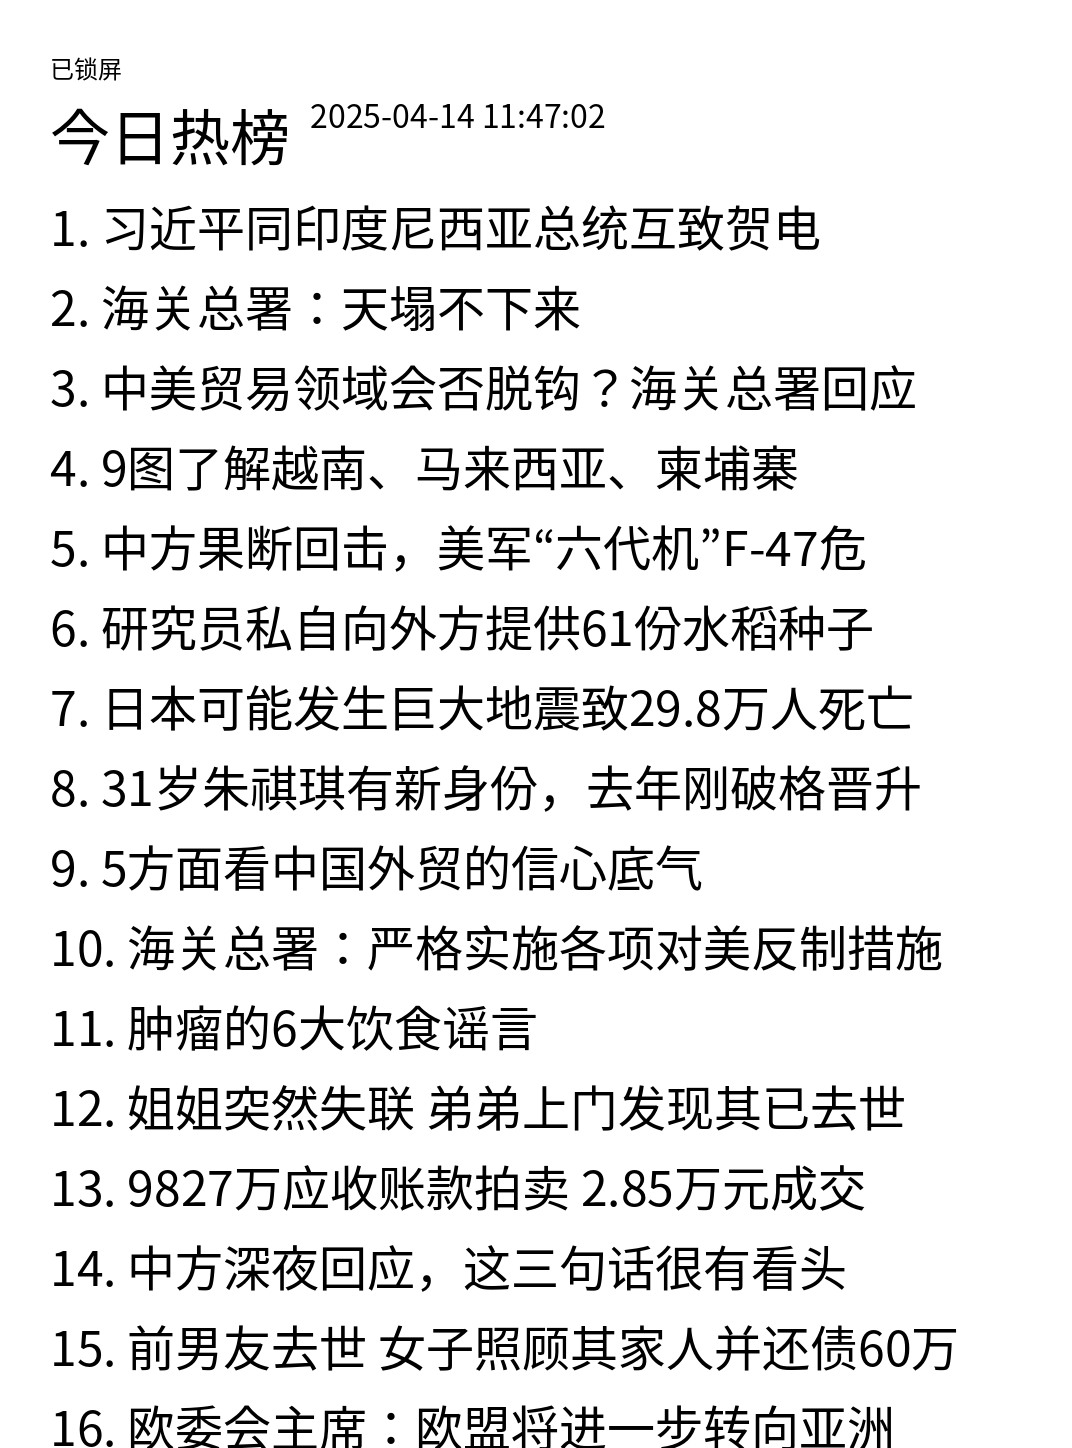 已锁屏
今日热榜 2025-04-14 11:47:02
1. 习近平同印度尼西亚总统互致贺电
2. 海关总署：天塌不下来
3. 中美贸易领域会否脱钩？海关总署回应
4. 9图了解越南、马来西亚、柬埔寨
5. 中方果断回击，美军“六代机”F-47危
6. 研究员私自向外方提供61份水稻种子
7. 日本可能发生巨大地震致29.8万人死亡
8. 31岁朱祺琪有新身份，去年刚破格晋升
9. 5方面看中国外贸的信心底气
10. 海关总署：严格实施各项对美反制措施
11. 肿瘤的6大饮食谣言
12. 姐姐突然失联 弟弟上门发现其已去世
13. 9827万应收账款拍卖 2.85万元成交
14. 中方深夜回应，这三句话很有看头
15. 前男友去世 女子照顾其家人并还债60万
16. 欧委会主席：欧盟将进一步转向亚洲